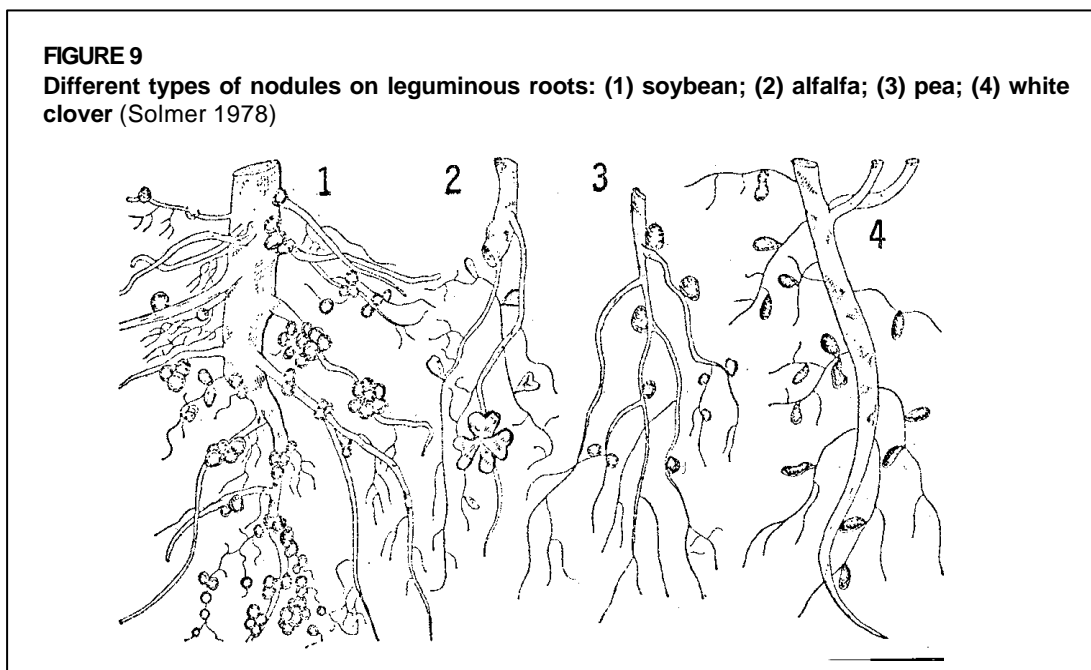 FIGURE 9
Different types of nodules on leguminous roots: (1) soybean; (2) alfalfa; (3) pea; (4) white
clover (Solmer 1978)
1 2 3 4